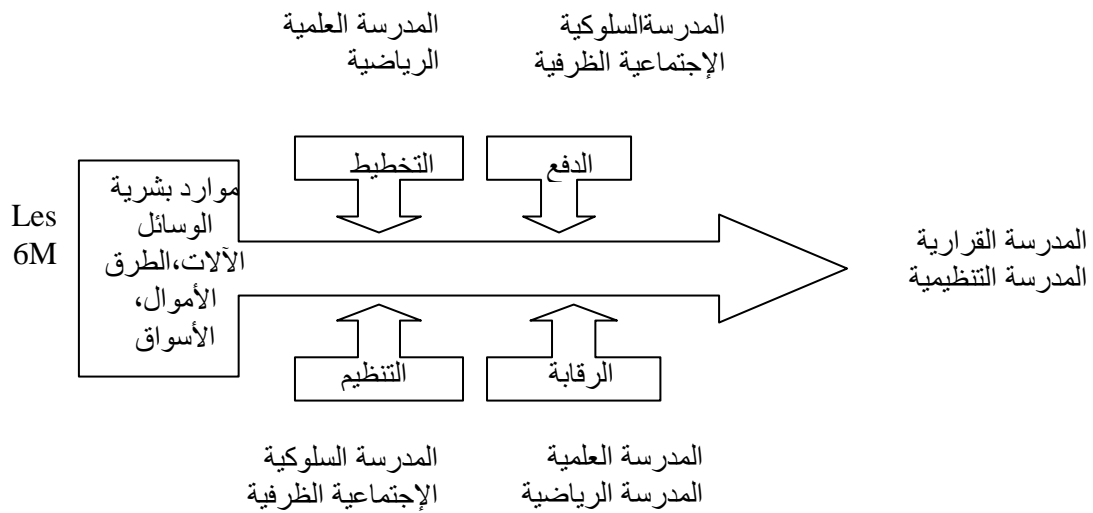 المدرسة العلمية
الرياضية
المدرسةالسلوكية
الإجتماعية الظرفية
التخطيط
الدفع
Les
6M
موارد بشرية
الوسائل
الآلات،الطرق
الأموال،
الأسواق
المدرسة القرارية
المدرسة التنظيمية
التنظيم
الرقابة
المدرسة السلوكية
الإجتماعية الظرفية
المدرسة العلمية
المدرسة الرياضية